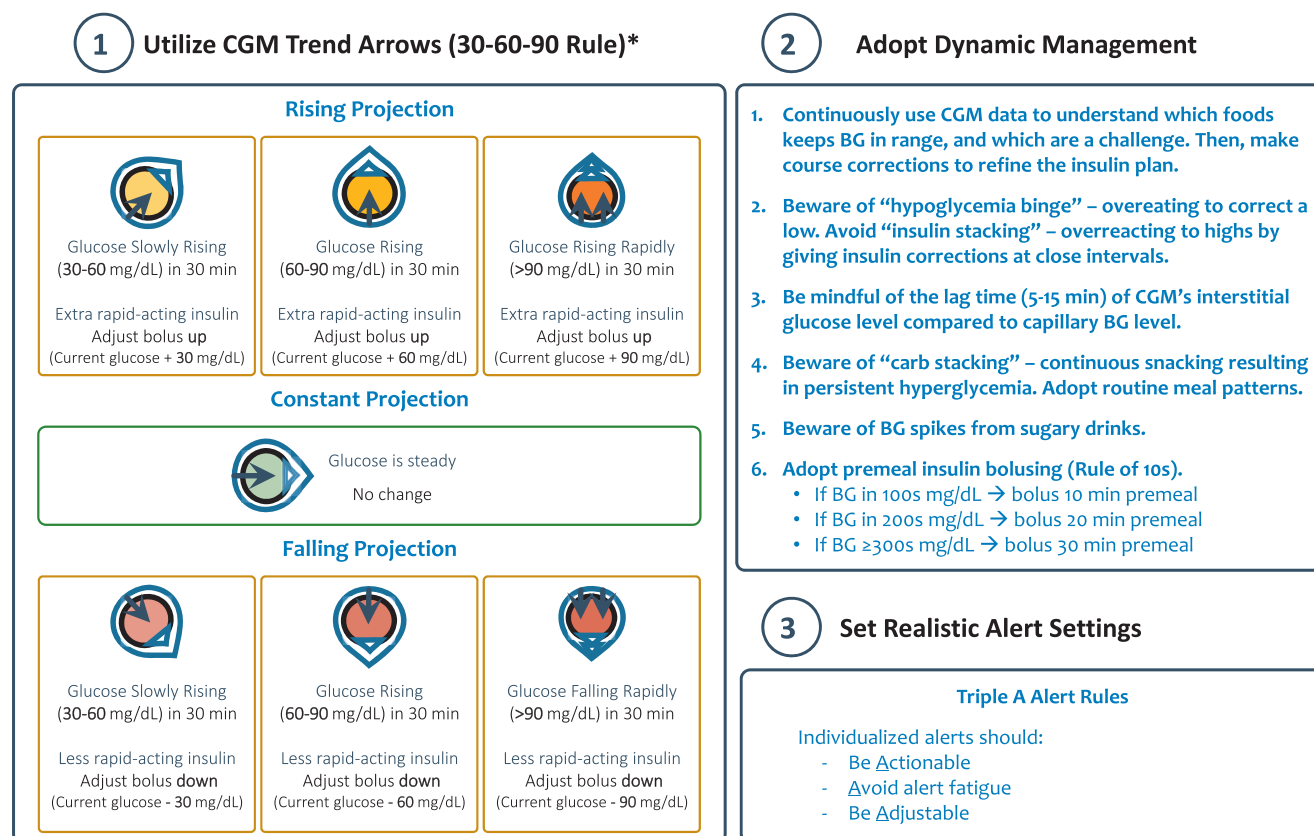 1 Utilize CGM Trend Arrows (30-60-90 Rule)*
Rising Projection
Glucose Slowly Rising
(30-60 mg/dL) in 30 min
Extra rapid-acting insulin
Adjust bolus up
(Current glucose + 30 mg/dL)
Glucose Rising
(60-90 mg/dL) in 30 min
Extra rapid-acting insulin
Adjust bolus up
(Current glucose + 60 mg/dL)
Glucose Rising Rapidly
(>90 mg/dL) in 30 min
Extra rapid-acting insulin
Adjust bolus up
(Current glucose + 90 mg/dL)
Constant Projection
Glucose is steady
No change
Falling Projection
Glucose Slowly Rising
(30-60 mg/dL) in 30 min
Less rapid-acting insulin
Adjust bolus down
(Current glucose - 30 mg/dL)
Glucose Rising
(60-90 mg/dL) in 30 min
Less rapid-acting insulin
Adjust bolus down
(Current glucose - 60 mg/dL)
Glucose Falling Rapidly
(>90 mg/dL) in 30 min
Less rapid-acting insulin
Adjust bolus down
(Current glucose - 90 mg/dL)
2 Adopt Dynamic Management
1. Continuously use CGM data to understand which foods
keeps BG in range, and which are a challenge. Then, make
course corrections to refine the insulin plan.
2. Beware of “hypoglycemia binge” – overeating to correct a
low. Avoid “insulin stacking” – overreacting to highs by
giving insulin corrections at close intervals.
3. Be mindful of the lag time (5-15 min) of CGM’s interstitial
glucose level compared to capillary BG level.
4. Beware of “carb stacking” – continuous snacking resulting
in persistent hyperglycemia. Adopt routine meal patterns.
5. Beware of BG spikes from sugary drinks.
6. Adopt premeal insulin bolusing (Rule of 10s).
• If BG in 100s mg/dL → bolus 10 min premeal
• If BG in 200s mg/dL → bolus 20 min premeal
• If BG ≥300s mg/dL → bolus 30 min premeal
3 Set Realistic Alert Settings
Triple A Alert Rules
Individualized alerts should:
- Be Actionable
- Avoid alert fatigue
- Be Adjustable